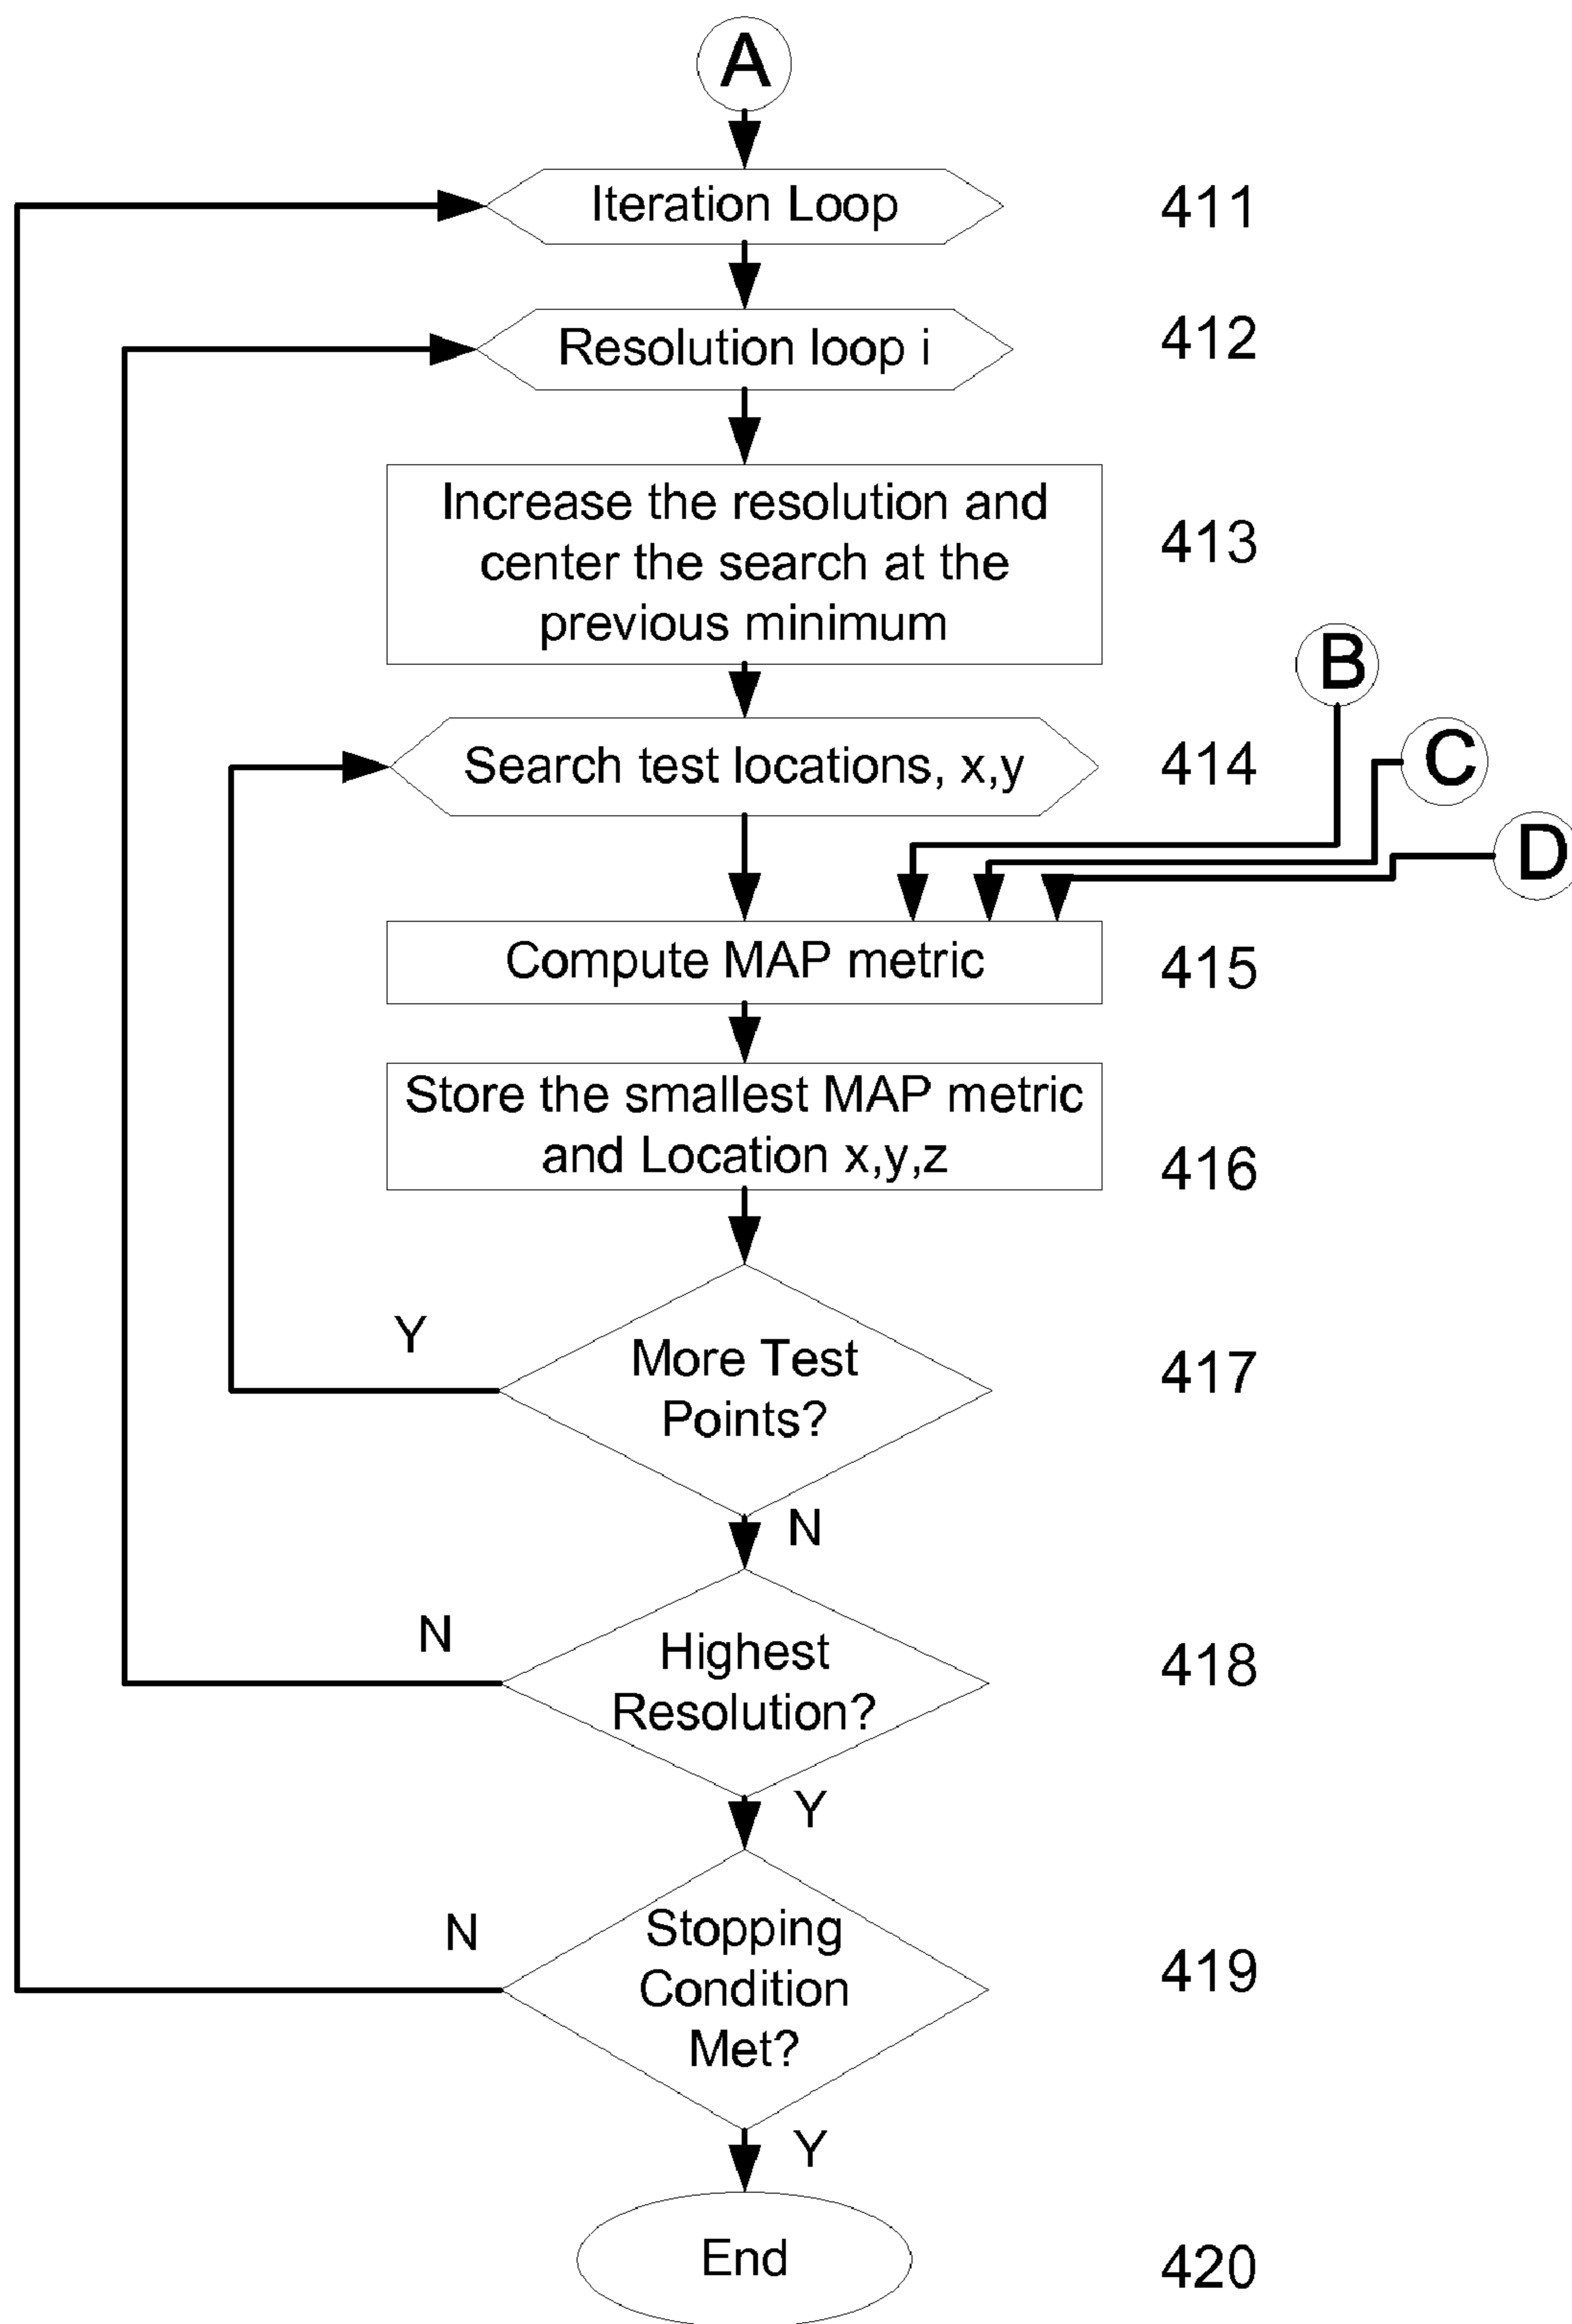 A
Iteration Loop
411
Resolution loop i
412
Increase the resolution and
center the search at the
previous minimum
413
B
Search test locations, x,y
414
C
D
Compute MAP metric
415
Store the smallest MAP metric
and Location x,y,z
416
Y
More Test
Points?
417
N
N
Highest
Resolution?
418
Y
N
Stopping
Condition
Met?
419
Y
End
420